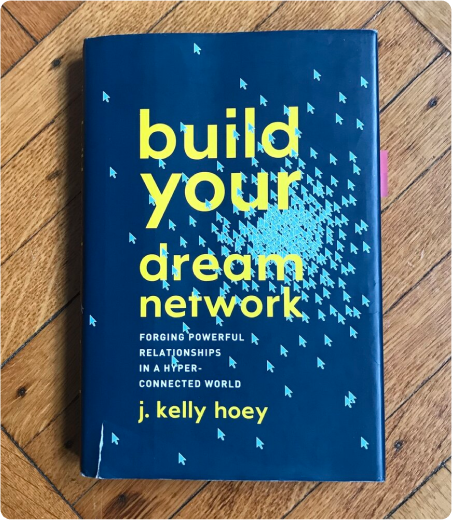 build
your
dream
network
FORGING POWERFUL
RELATIONSHIPS
IN A HYPER-
CONNECTED WORLD
j. kelly hoey